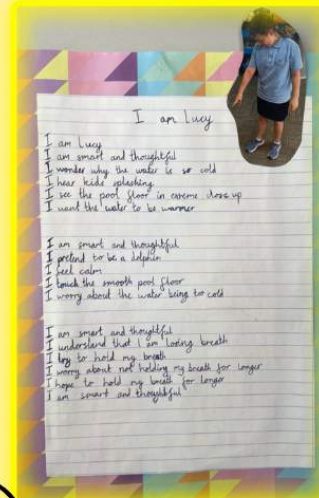 I am Lucy
I am Lucy
I am smart and thoughtful
I wonder why the water is so cold
I hear kids splashing
I see the pool floor in extreme close up
I want the water to be warmer
I am smart and thoughtful
I pretend to be a dolphin
I feel calm
I touch the smooth pool floor
I worry about the water being too cold
I am smart and thoughtful
I understand that I am losing breath
I try to hold my breath
I worry about not holding my breath for longer
I hope to hold my breath for longer
I am smart and thoughtful